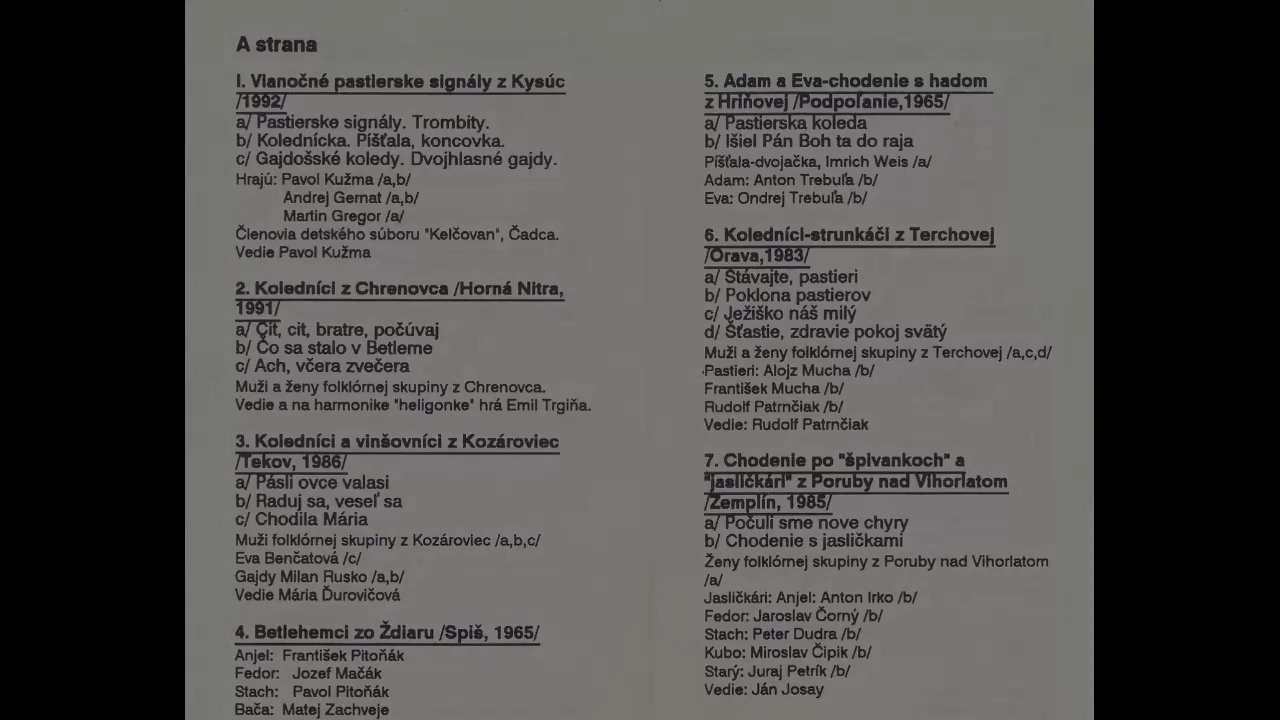 A strana
I. Vianočné pastierske signály z Kysúc
/1992/
a/ Pastierske signály. Trombity.
b/ Kolednícka. Píšťala, koncovka.
c/ Gajdošské koledy. Dvojhlasné gajdy.
Hrajú: Pavol Kužma /a,b/
Andrej Gernat /a,b/
Martin Gregor /a/
Členovia detského súboru "Kelčovan", Čadca.
Vedie Pavol Kužma
2. Koledníci z Chrenovca /Horná Nitra,
1991/
a/ Cit, cit, bratre, počúvaj
b/ Čo sa stalo v Betleme
c/ Ach, včera zvečera
Muži a ženy folklórnej skupiny z Chrenovca.
Vedie a na harmonike "heligonke" hrá Emil Trgiňa.
3. Koledníci a vinšovníci z Kozároviec
/Tekov, 1986/
a/ Pásli ovce valasi
b/ Raduj sa, veseľ sa
c/ Chodila Mária
Muži folklórnej skupiny z Kozároviec /a,b,c/
Eva Benčatová /c/
Gajdy Milan Rusko /a,b/
Vedie Mária Ďurovičová
4. Betlehemci zo Ždiaru /Spiš, 1965/
Anjel: František Pitoňák
Fedor: Jozef Mačák
Stach: Pavol Pitoňák
Bača: Matej Zachveje
5. Adam a Eva-chodenie s hadom
z Hriňovej /Podpoľanie,1965/
a/ Pastierska koleda
b/ Išiel Pán Boh ta do raja
Píšťala-dvojačka, Imrich Weis /a/
Adam: Anton Trebuľa /b/
Eva: Ondrej Trebuľa /b/
6. Koledníci-strunkáči z Terchovej
/Orava,1983/
a/ Stávajte, pastieri
b/ Poklona pastierov
c/ Ježiško náš milý
d/ Šťastie, zdravie pokoj svätý
Muži a ženy folklórnej skupiny z Terchovej /a,c,d/
Pastieri: Alojz Mucha /b/
František Mucha /b/
Rudolf Patrnčiak /b/
Vedie: Rudolf Patrnčiak
7. Chodenie po "špivankoch" a
"jasličkári" z Poruby nad Vihorlatom
/Zemplín, 1985/
a/ Počuli sme nove chyry
b/ Chodenie s jasličkami
Ženy folklórnej skupiny z Poruby nad Vihorlatom
/a/
Jasličkári: Anjel: Anton Irko /b/
Fedor: Jaroslav Čorný /b/
Stach: Peter Dudra /b/
Kubo: Miroslav Čipik /b/
Starý: Juraj Petrík /b/
Vedie: Ján Josay